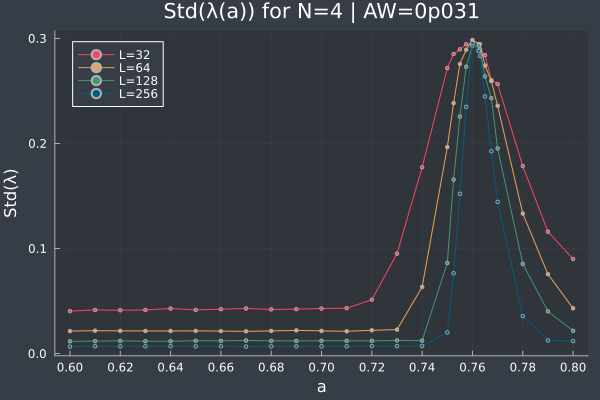 Std(λ(a)) for N=4 | AW=0p031
L=32
L=64
L=128
L=256
Std(λ)
0.3
0.2
0.1
0.0
0.60 0.62 0.64 0.66 0.68 0.70 0.72 0.74 0.76 0.78 0.80
a